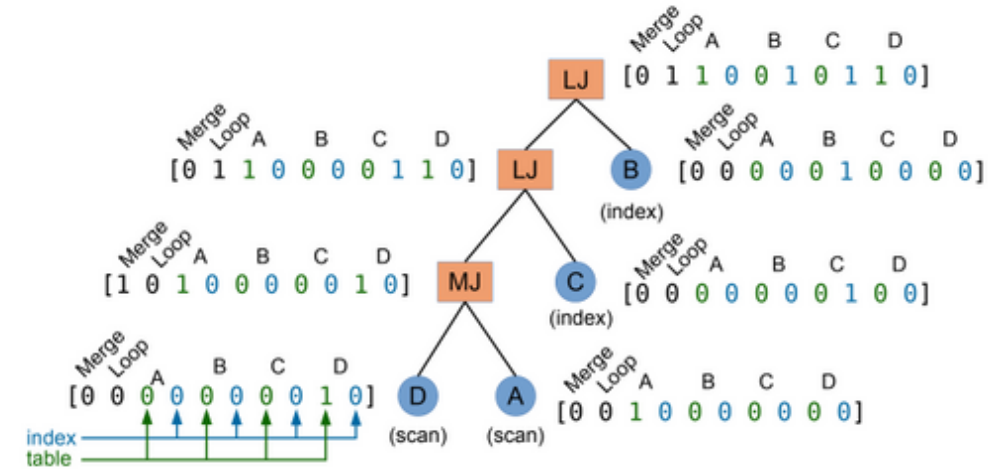 Merge Loop A B C D
LJ [0 1 1 0 0 1 0 1 1 0]
Merge Loop A B C D
[0 1 1 0 0 0 0 1 1 0] LJ
Merge Loop A B C D
B [0 0 0 0 0 1 0 0 0 0]
(index)
Merge Loop A B C D
[1 0 1 0 0 0 0 0 1 0] MJ
Merge Loop A B C D
C [0 0 0 0 0 0 0 1 0 0]
(index)
Merge Loop A B C D
[0 0 0 0 0 0 0 0 1 0] D
(scan)
Merge Loop A B C D
A [0 0 1 0 0 0 0 0 0 0]
(scan)
index
table